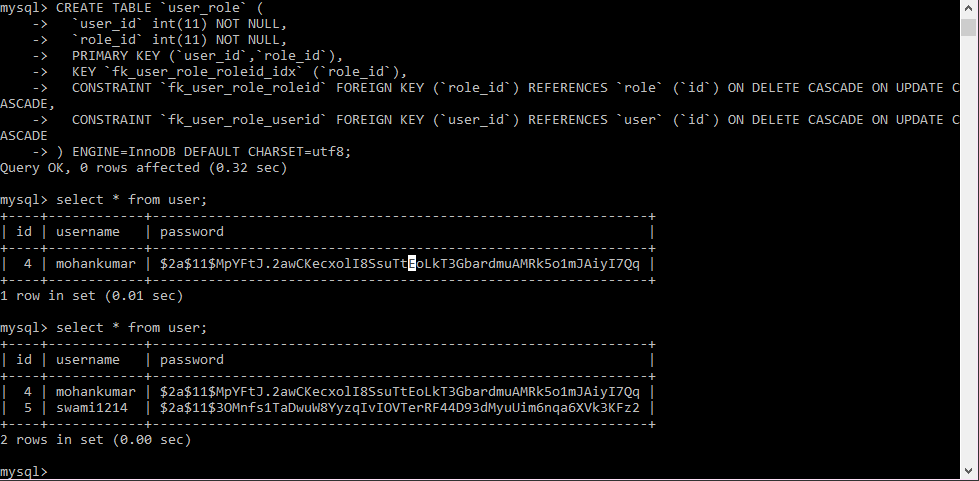 mysql> CREATE TABLE `user_role` (
    ->   `user_id` int(11) NOT NULL,
    ->   `role_id` int(11) NOT NULL,
    ->   PRIMARY KEY (`user_id`,`role_id`),
    ->   KEY `fk_user_role_roleid_idx` (`role_id`),
    ->   CONSTRAINT `fk_user_role_roleid` FOREIGN KEY (`role_id`) REFERENCES `role` (`id`) ON DELETE CASCADE ON UPDATE C
ASCADE,
    ->   CONSTRAINT `fk_user_role_userid` FOREIGN KEY (`user_id`) REFERENCES `user` (`id`) ON DELETE CASCADE ON UPDATE C
ASCADE
    -> ) ENGINE=InnoDB DEFAULT CHARSET=utf8;
Query OK, 0 rows affected (0.32 sec)
mysql> select * from user;
+----+------------+--------------------------------------------------------------+
| id | username   | password                                                     |
+----+------------+--------------------------------------------------------------+
|  4 | mohankumar | $2a$11$MpYFtJ.2awCKecxolI8SsuTtEoLkT3GbardmuAMRk5o1mJAiyI7Qq |
+----+------------+--------------------------------------------------------------+
1 row in set (0.01 sec)
mysql> select * from user;
+----+------------+--------------------------------------------------------------+
| id | username   | password                                                     |
+----+------------+--------------------------------------------------------------+
|  4 | mohankumar | $2a$11$MpYFtJ.2awCKecxolI8SsuTtEoLkT3GbardmuAMRk5o1mJAiyI7Qq |
|  5 | swami1214  | $2a$11$3OMnfs1TaDwuW8YyzqIvIOVTerRF44D93dMyuUim6nqa6XVk3KFz2 |
+----+------------+--------------------------------------------------------------+
2 rows in set (0.00 sec)
mysql>